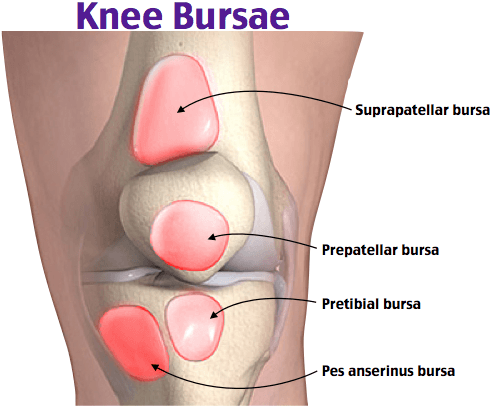 Knee Bursae
Suprapatellar bursa
Prepatellar bursa
Pretibial bursa
Pes anserinus bursa